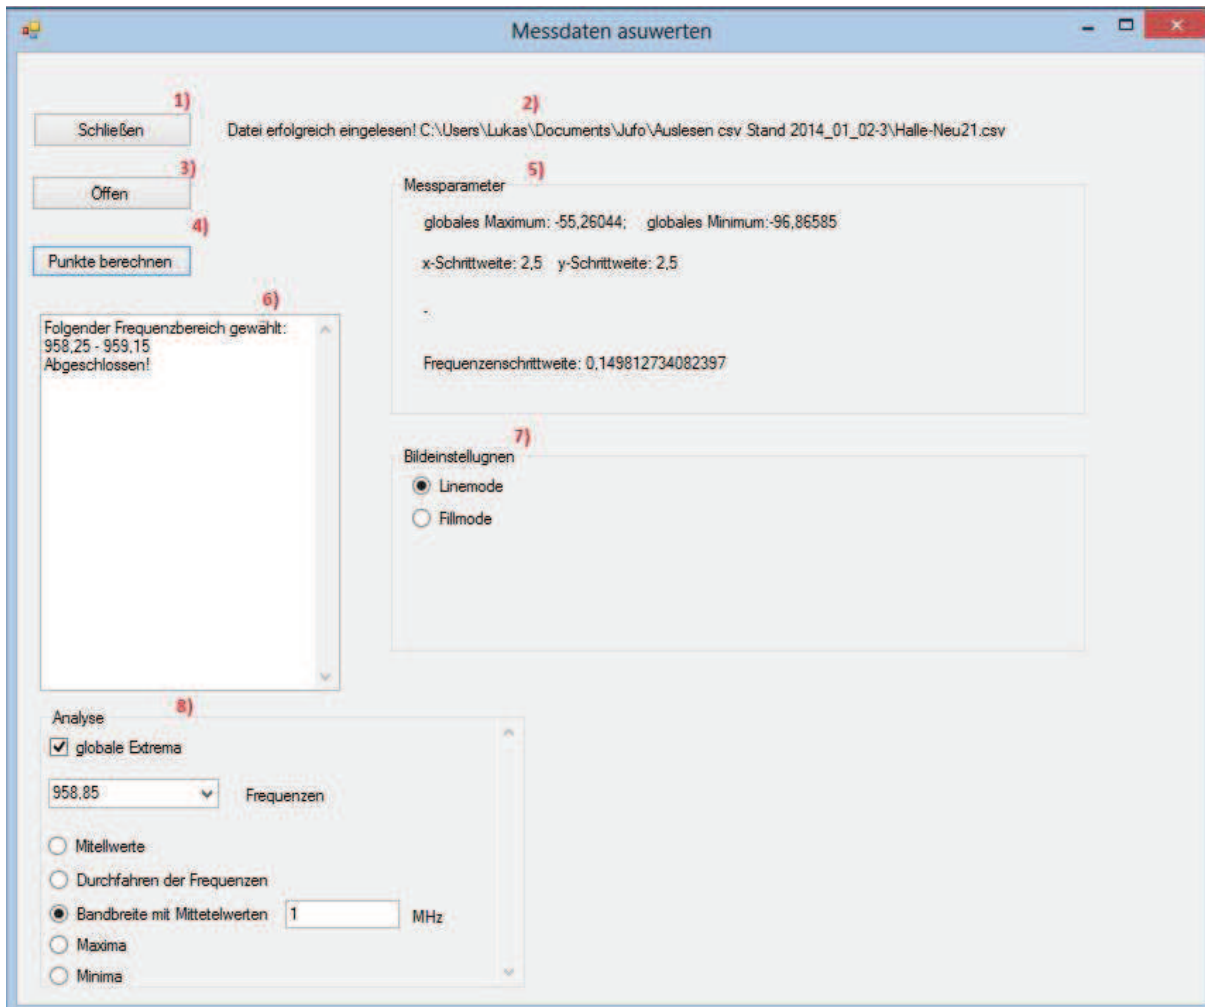 Messdaten asuwerten
1)
2)
Schließen
Datei erfolgreich eingelesen! C:\Users\Lukas\Documents\Jufo\Auslesen csv Stand 2014_01_02-3\Halle-Neu21.csv
3)
Öffen
5)
Messparameter
globales Maximum: -55,26044; globales Minimum:-96,86585
4)
Punkte berechnen
x-Schrittweite: 2,5 y-Schrittweite: 2,5
-
6)
Folgender Frequenzbereich gewählt:
958,25 - 959,15
Abgeschlossen!
Frequenzenschrittweite: 0,149812734082397
7)
Bildeinstellugnen
Linemode
Fillmode
8)
Analyse
globale Extrema
958,85 Frequenzen
Mitellwerte
Durchfahren der Frequenzen
Bandbreite mit Mittetelwerten 1 MHz
Maxima
Minima